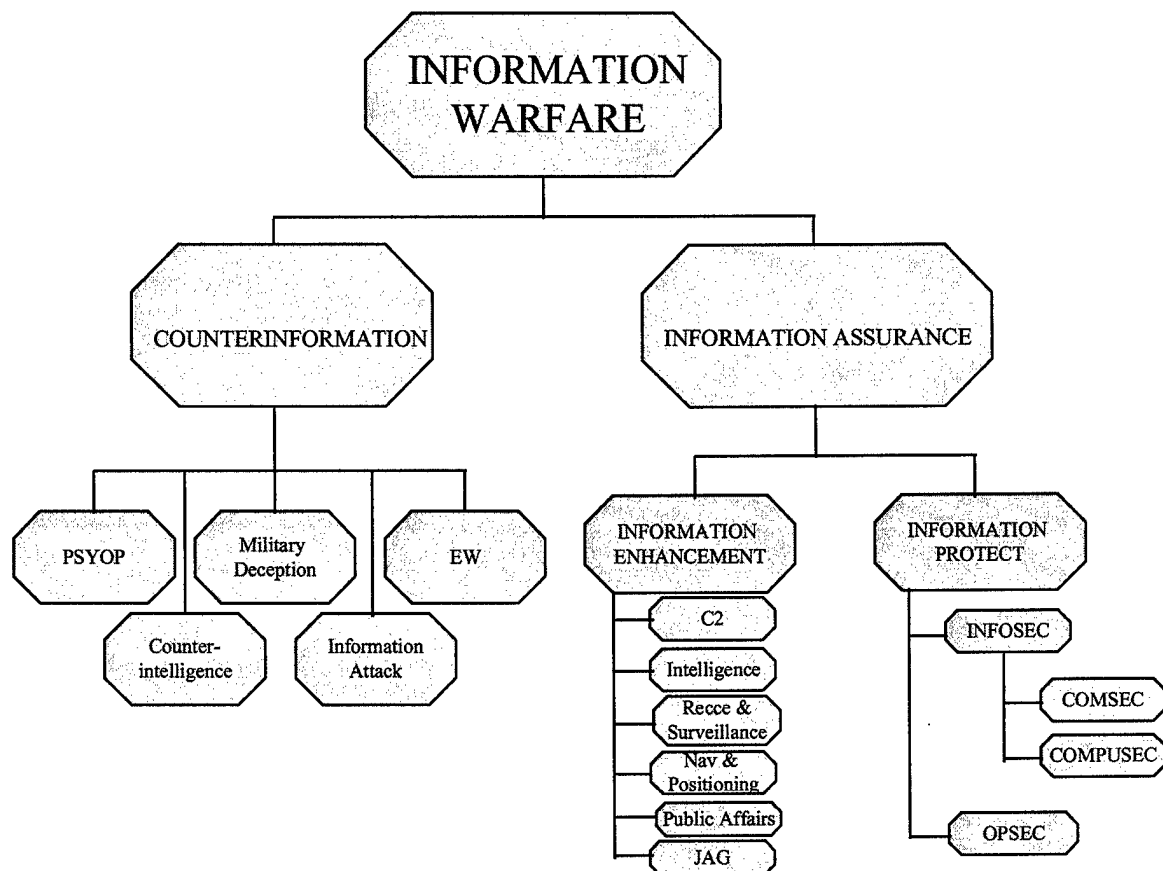 INFORMATION
WARFARE
COUNTERINFORMATION
INFORMATION ASSURANCE
PSYOP
Military
Deception
EW
Counter-
intelligence
Information
Attack
INFORMATION
ENHANCEMENT
C2
Intelligence
Recce &
Surveillance
Nav &
Positioning
Public Affairs
JAG
INFORMATION
PROTECT
INFOSEC
COMSEC
COMPUSEC
OPSEC